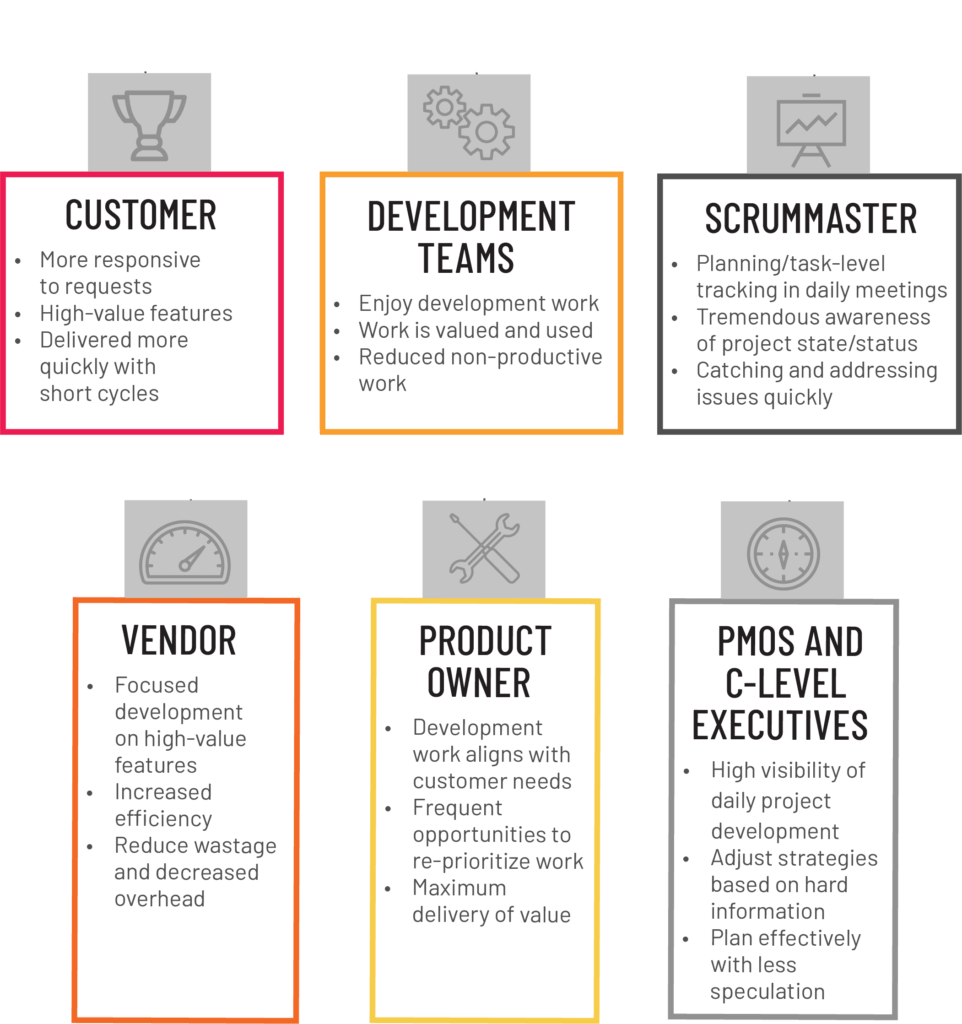 CUSTOMER
• More responsive
to requests
• High-value features
• Delivered more
quickly with
short cycles
DEVELOPMENT
TEAMS
• Enjoy development work
• Work is valued and used
• Reduced non-productive
work
SCRUMMASTER
• Planning/task-level
tracking in daily meetings
• Tremendous awareness
of project state/status
• Catching and addressing
issues quickly
VENDOR
• Focused
development
on high-value
features
• Increased
efficiency
• Reduce wastage
and decreased
overhead
PRODUCT
OWNER
• Development
work aligns with
customer needs
• Frequent
opportunities to
re-prioritize work
• Maximum
delivery of value
PMOS AND
C-LEVEL
EXECUTIVES
• High visibility of
daily project
development
• Adjust strategies
based on hard
information
• Plan effectively
with less
speculation